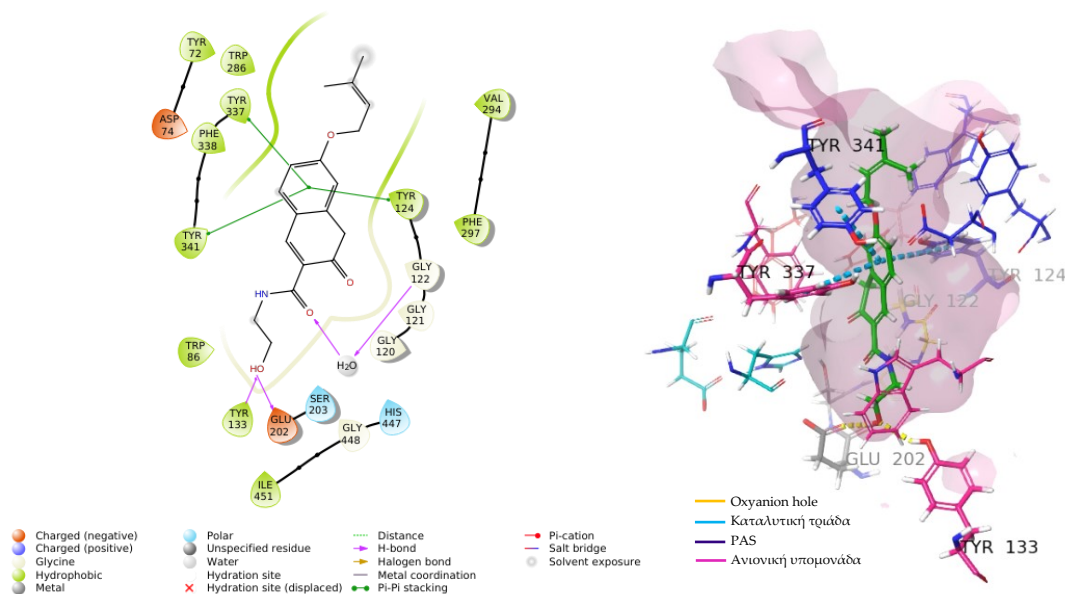 TYR
72
TRP
286
ASP
74
TYR
337
PHE
338
TYR
341
O
HN
O
O
HO
H₂O
VAL
294
PHE
297
TYR
124
GLY
122
GLY
121
GLY
120
TRP
86
TYR
133
GLU
202
SER
203
HIS
447
GLY
448
ILE
451
Charged (negative)
Charged (positive)
Glycine
Hydrophobic
Metal
Polar
Unspecified residue
Water
Hydration site
Hydration site (displaced)
Distance
H-bond
Halogen bond
Metal coordination
Pi-Pi stacking
Pi-cation
Salt bridge
Solvent exposure
TYR 341
TYR 337
TYR 124
GLY 122
GLU 202
TYR 133
Oxyanion hole
Καταλυτική τριάδα
PAS
Ανιονική υπομονάδα